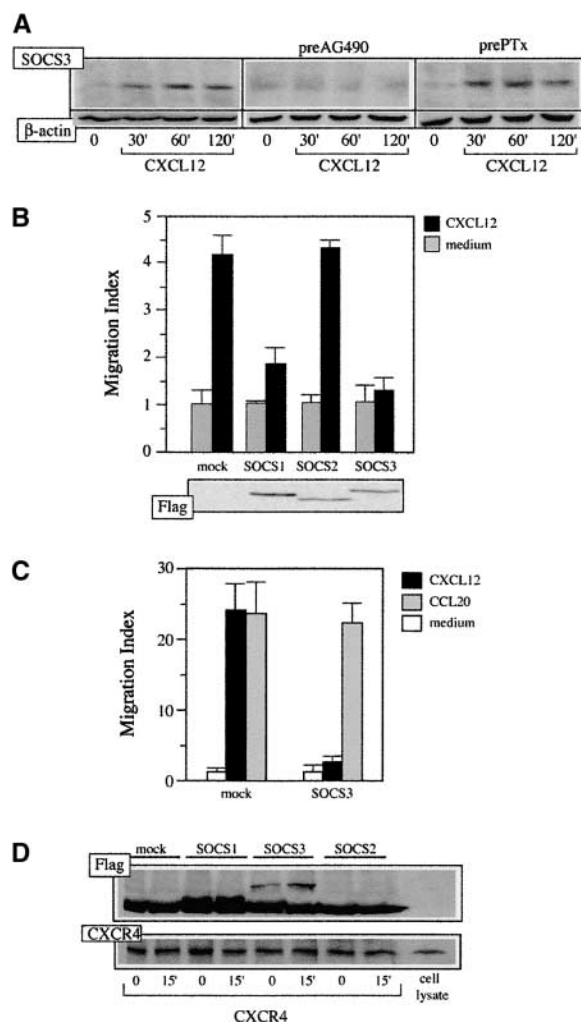 A
preAG490 prePTx
SOCS3
β-actin
0 30' 60' 120' 0 30' 60' 120' 0 30' 60' 120'
CXCL12 CXCL12 CXCL12
B
5
4
3
2
1
0
Migration Index
CXCL12
medium
mock SOCS1 SOCS2 SOCS3
Flag
C
30
20
10
0
Migration Index
CXCL12
CCL20
medium
mock SOCS3
D
mock SOCS1 SOCS3 SOCS2
Flag
CXCR4
0 15' 0 15' 0 15' 0 15' cell
lysate
CXCR4